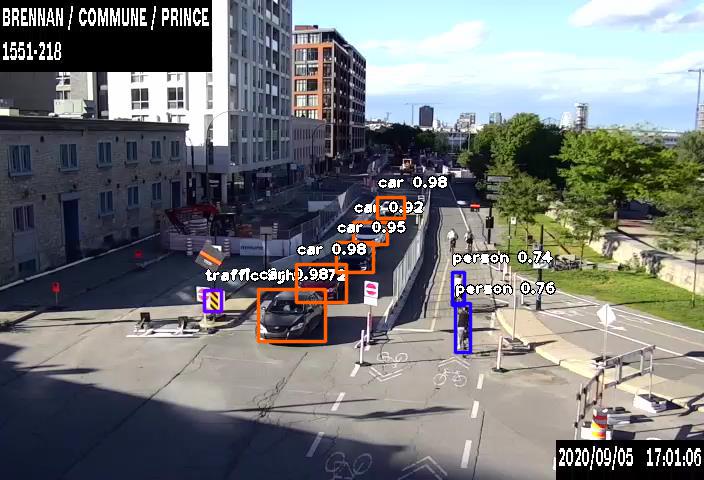 BRENNAN / COMMUNE / PRINCE
1551-218
car 0.98
car 0.92
car 0.95
car 0.98
person 0.74
person 0.76
2020/09/05 17:01:06